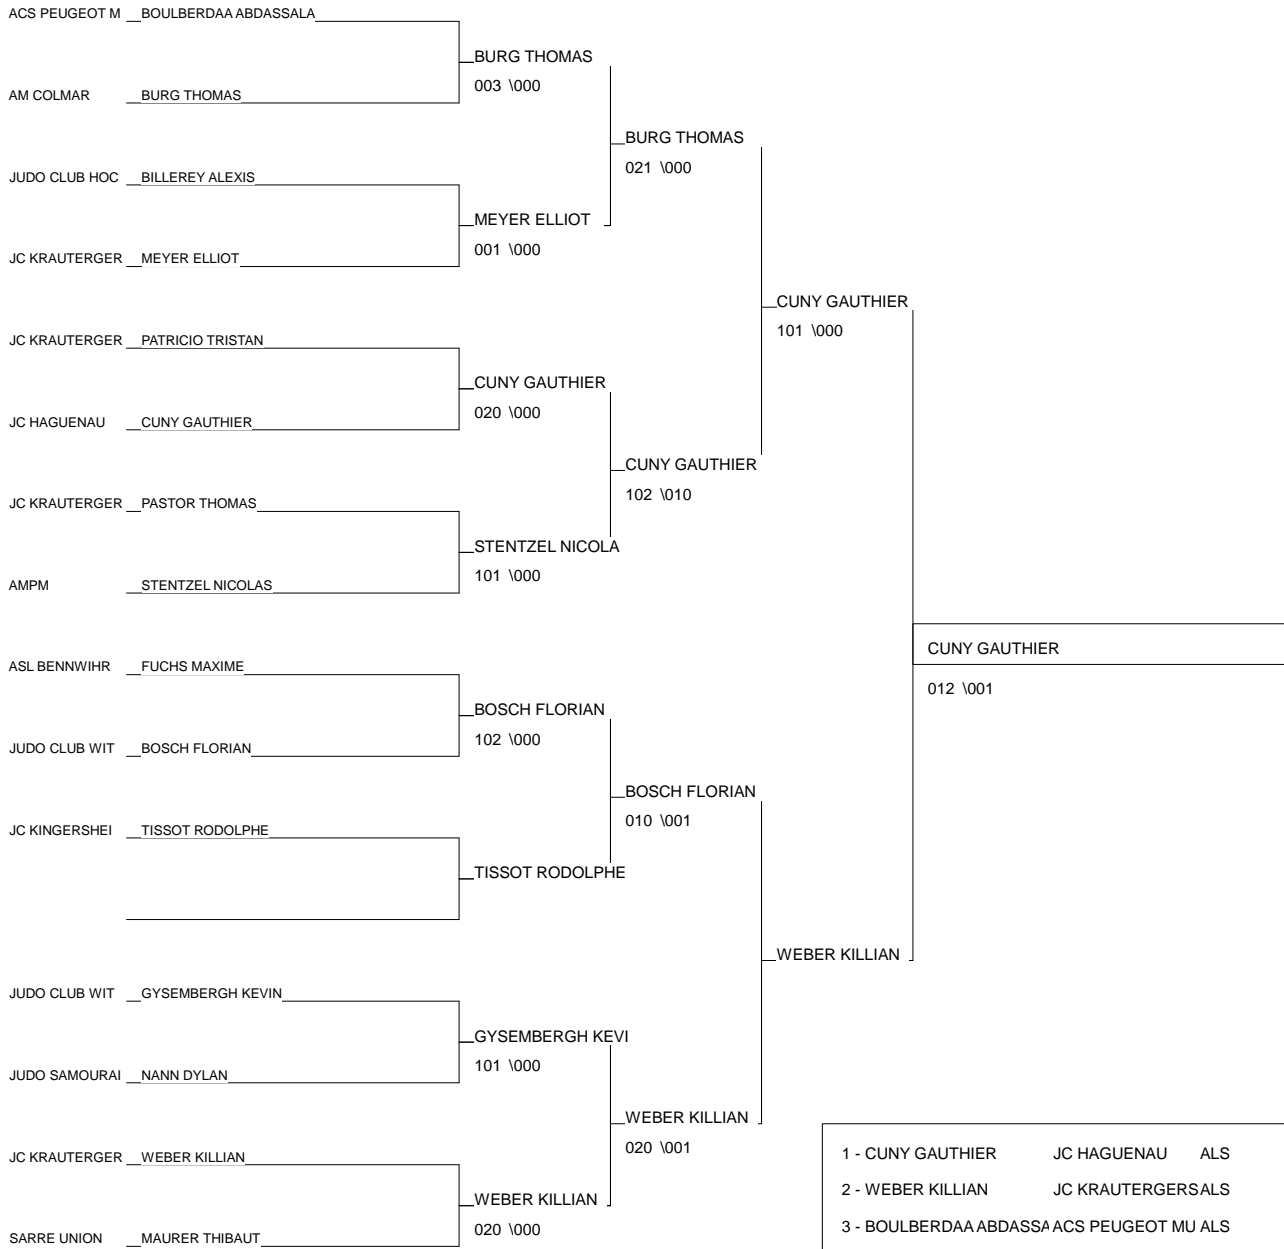 ACS PEUGEOT M BOULBERDAA ABDASSALA
BURG THOMAS
003 \000
AM COLMAR BURG THOMAS
BURG THOMAS
021 \000
JUDO CLUB HOC BILLEREY ALEXIS
MEYER ELLIOT
001 \000
JC KRAUTERGER MEYER ELLIOT
CUNY GAUTHIER
101 \000
JC KRAUTERGER PATRICIO TRISTAN
CUNY GAUTHIER
020 \000
JC HAGUENAU CUNY GAUTHIER
CUNY GAUTHIER
102 \010
JC KRAUTERGER PASTOR THOMAS
STENTZEL NICOLA
101 \000
AMPM STENTZEL NICOLAS
CUNY GAUTHIER
012 \001
ASL BENNWIHR FUCHS MAXIME
BOSCH FLORIAN
102 \000
JUDO CLUB WIT BOSCH FLORIAN
BOSCH FLORIAN
010 \001
JC KINGERSHEI TISSOT RODOLPHE
TISSOT RODOLPHE
WEBER KILLIAN
JUDO CLUB WIT GYSEMBERGH KEVIN
GYSEMBERGH KEVI
101 \000
JUDO SAMOURAI NANN DYLAN
WEBER KILLIAN
020 \001
JC KRAUTERGER WEBER KILLIAN
WEBER KILLIAN
020 \000
SARRE UNION MAURER THIBAUT
1 - CUNY GAUTHIER JC HAGUENAU ALS
2 - WEBER KILLIAN JC KRAUTERGERS ALS
3 - BOULBERDAA ABDASSA ACS PEUGEOT MU ALS